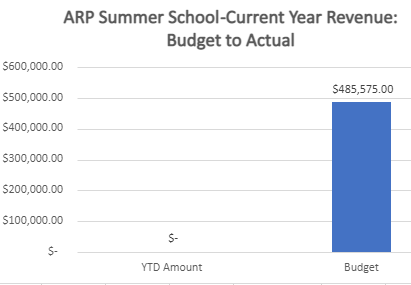 ARP Summer School-Current Year Revenue:
Budget to Actual
$600,000.00
$500,000.00
$400,000.00
$300,000.00
$200,000.00
$100,000.00
$-
$485,575.00
$-
YTD Amount
Budget